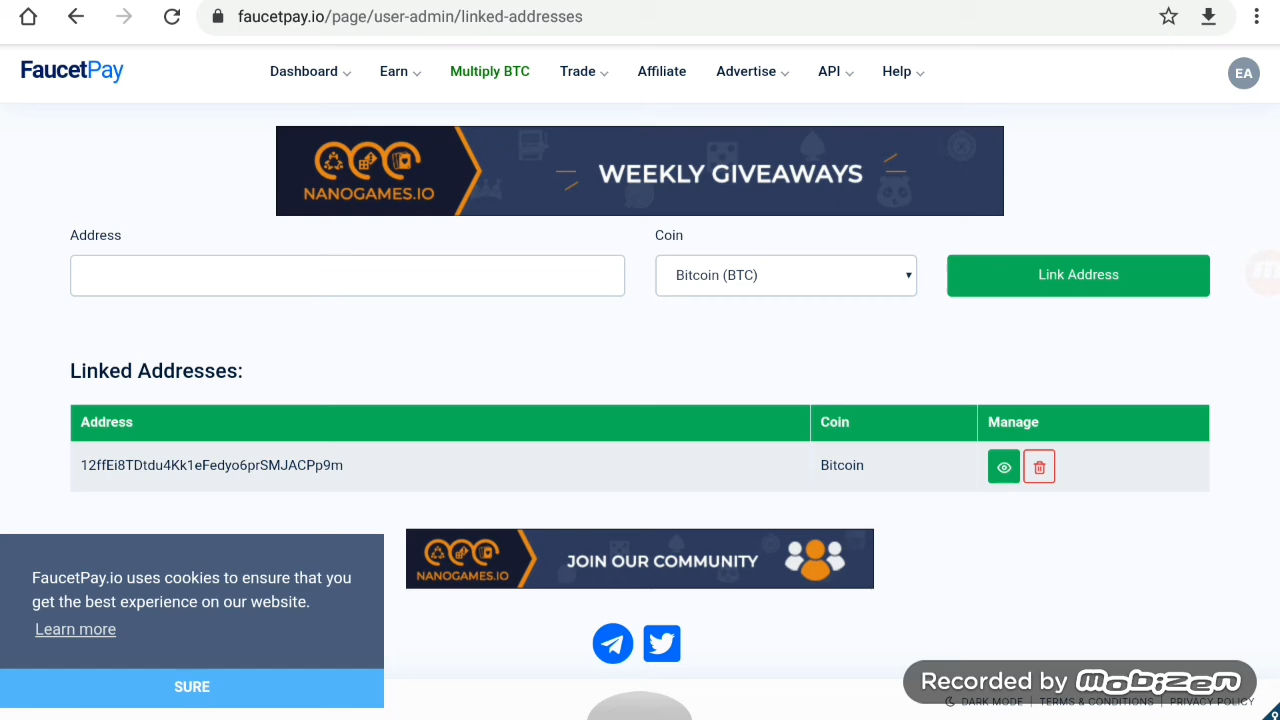 faucetpay.io/page/user-admin/linked-addresses
FaucetPay
Dashboard Earn Multiply BTC Trade Affiliate Advertise API Help
EA
NANOGAMES.IO
WEEKLY GIVEAWAYS
Address
Coin
Bitcoin (BTC)
Link Address
Linked Addresses:
Address Coin Manage
12ffEi8TDtdu4Kk1eFedyo6prSMJACPp9m Bitcoin
NANOGAMES.IO
JOIN OUR COMMUNITY
FaucetPay.io uses cookies to ensure that you
get the best experience on our website.
Learn more
SURE
Recorded by Mobizen
DARK MODE | TERMS & CONDITIONS | PRIVACY POLICY